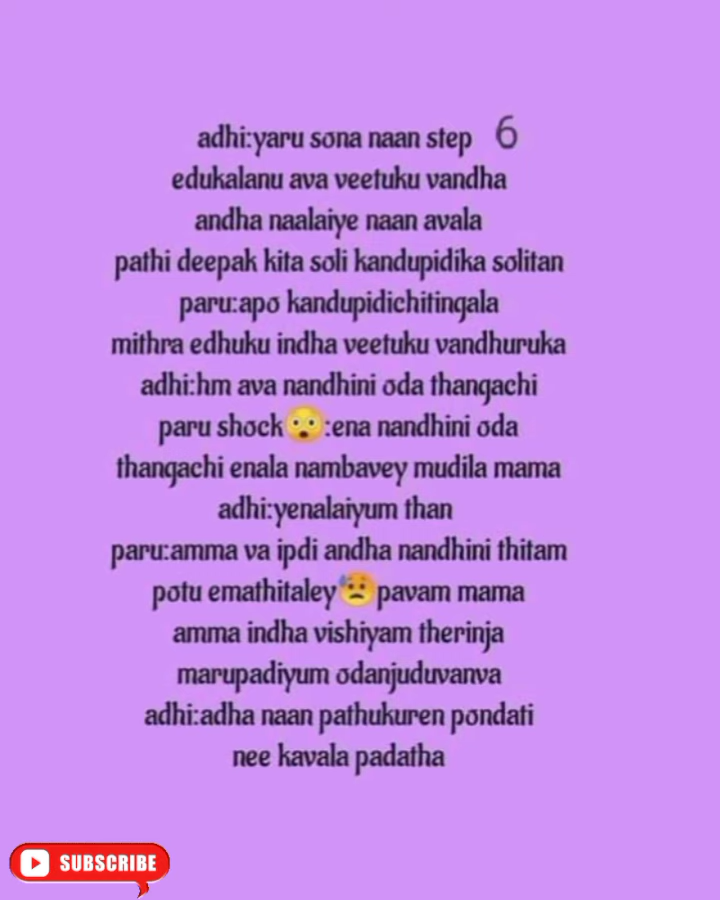 adhi:yaru sona naan step 6
edukalanu ava veetuku vandha
andha naalaiye naan avala
pathi deepak kita soli kandupidika solitan
paru:apo kandupidichitingala
mithra edhuku indha veetuku vandhuruka
adhi:hm ava nandhini oda thangachi
paru shock😲:ena nandhini oda
thangachi enala nambavey mudila mama
adhi:yenalaiyum than
paru:amma va ipdi andha nandhini thitam
potu emathitaley😥pavam mama
amma indha vishiyam therinja
marupadiyum odanjuduvanva
adhi:adha naan pathukuren pondati
nee kavala padatha
SUBSCRIBE